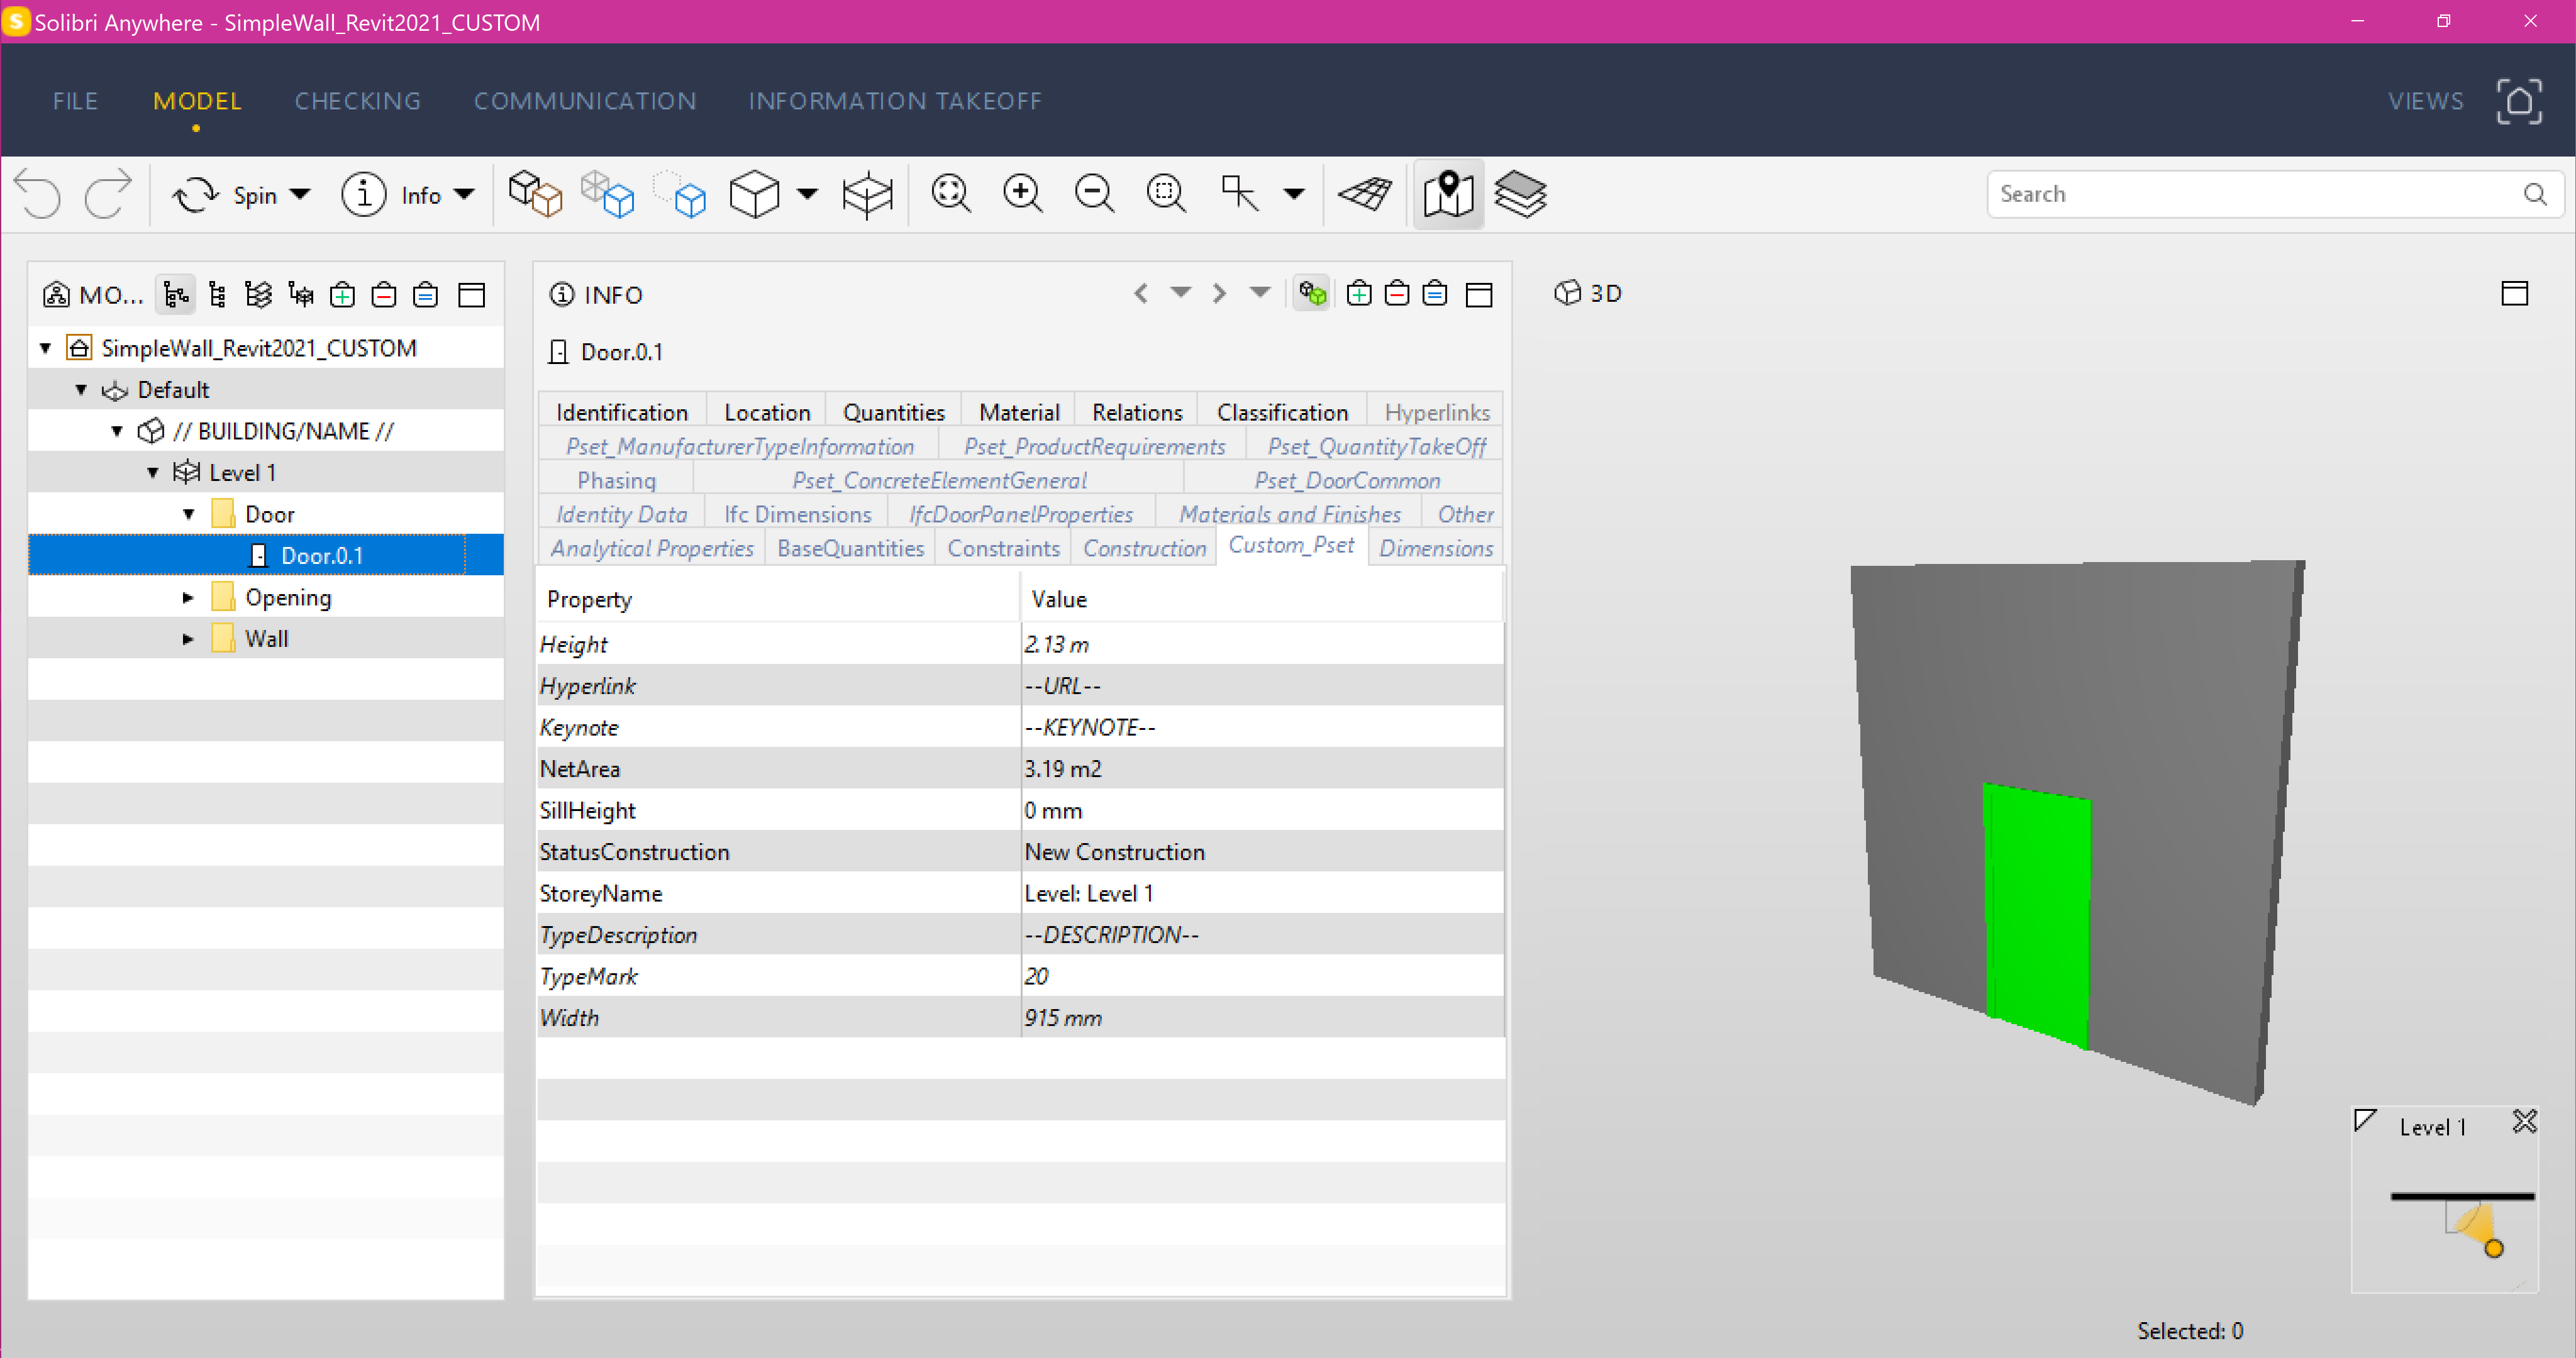 Solibri Anywhere - SimpleWall_Revit2021_CUSTOM
FILE MODEL CHECKING COMMUNICATION INFORMATION TAKEOFF VIEWS
Spin Info Search
MO...
SimpleWall_Revit2021_CUSTOM
Default
// BUILDING/NAME //
Level 1
Door
Door.0.1
Opening
Wall
INFO
Door.0.1
Identification Location Quantities Material Relations Classification Hyperlinks
Pset_ManufacturerTypeInformation Pset_ProductRequirements Pset_QuantityTakeOff
Phasing Pset_ConcreteElementGeneral Pset_DoorCommon
Identity Data Ifc Dimensions IfcDoorPanelProperties Materials and Finishes Other
Analytical Properties BaseQuantities Constraints Construction Custom_Pset Dimensions
Property Value
Height 2.13 m
Hyperlink --URL--
Keynote --KEYNOTE--
NetArea 3.19 m2
SillHeight 0 mm
StatusConstruction New Construction
StoreyName Level: Level 1
TypeDescription --DESCRIPTION--
TypeMark 20
Width 915 mm
3D
Level 1
Selected: 0